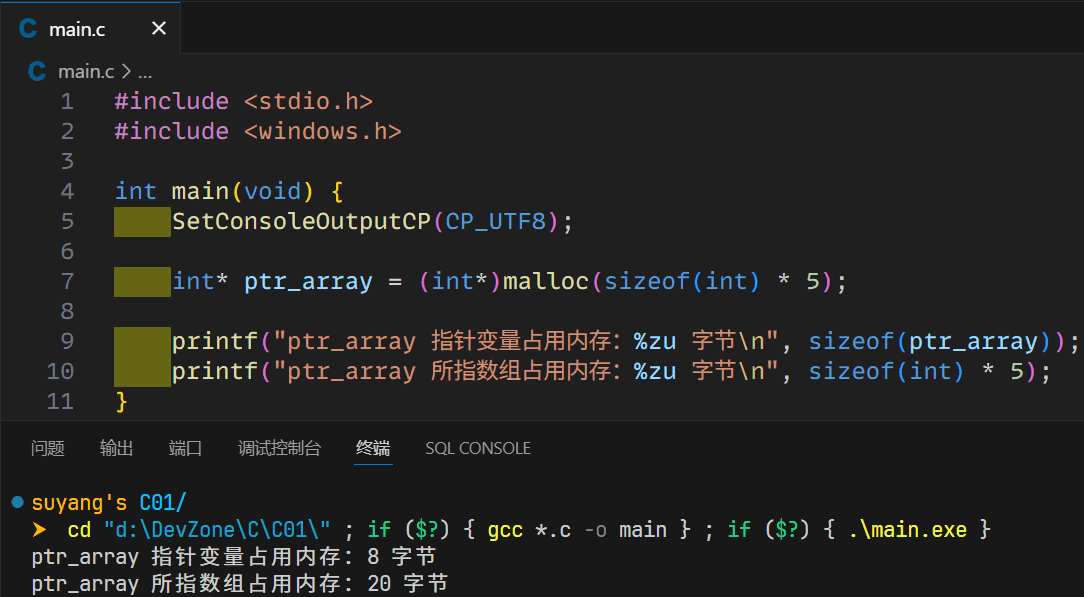 C main.c ×
C main.c > ...
1 #include <stdio.h>
2 #include <windows.h>
3
4 int main(void) {
5 SetConsoleOutputCP(CP_UTF8);
6
7 int* ptr_array = (int*)malloc(sizeof(int) * 5);
8
9 printf("ptr_array 指针变量占用内存：%zu 字节\n", sizeof(ptr_array));
10 printf("ptr_array 所指数组占用内存：%zu 字节\n", sizeof(int) * 5);
11 }
问题 输出 端口 调试控制台 终端 SQL CONSOLE
suyang's C01/
➤ cd "d:\DevZone\C\C01\" ; if ($?) { gcc *.c -o main } ; if ($?) { .\main.exe }
ptr_array 指针变量占用内存：8 字节
ptr_array 所指数组占用内存：20 字节